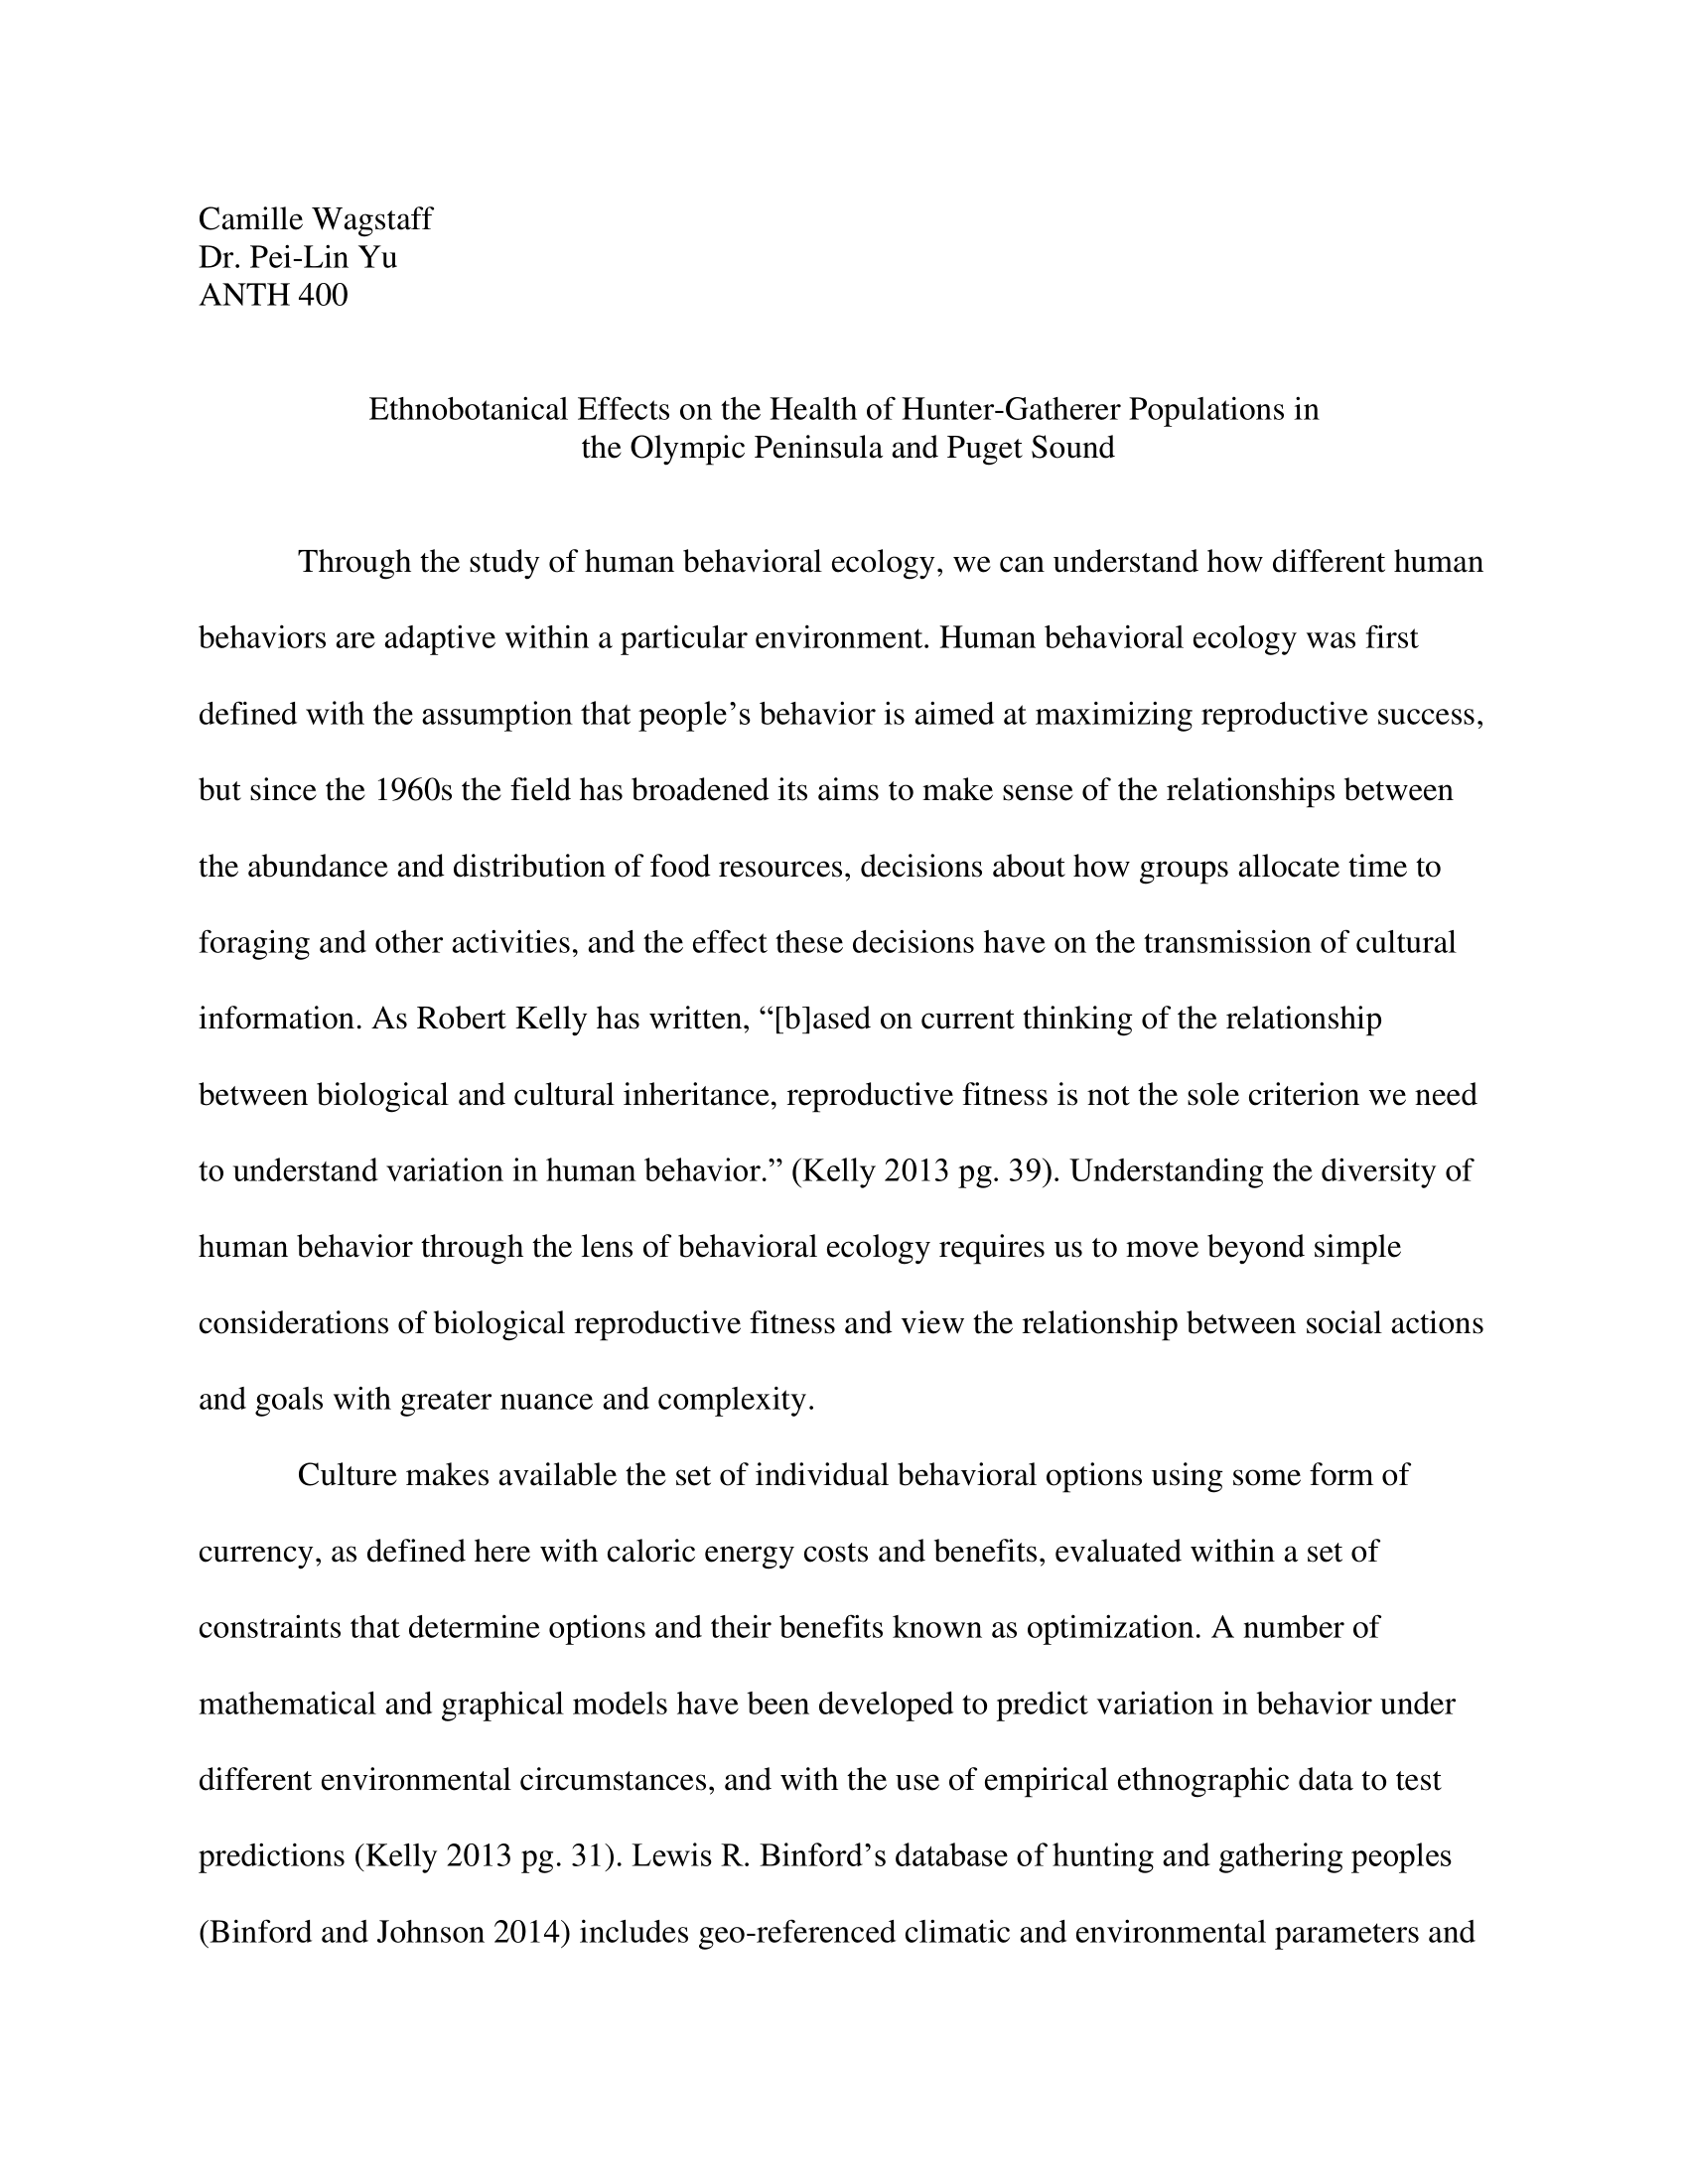 Camille Wagstaff
Dr. Pei-Lin Yu
ANTH 400
Ethnobotanical Effects on the Health of Hunter-Gatherer Populations in
the Olympic Peninsula and Puget Sound
Through the study of human behavioral ecology, we can understand how different human
behaviors are adaptive within a particular environment. Human behavioral ecology was first
defined with the assumption that people’s behavior is aimed at maximizing reproductive success,
but since the 1960s the field has broadened its aims to make sense of the relationships between
the abundance and distribution of food resources, decisions about how groups allocate time to
foraging and other activities, and the effect these decisions have on the transmission of cultural
information. As Robert Kelly has written, “[b]ased on current thinking of the relationship
between biological and cultural inheritance, reproductive fitness is not the sole criterion we need
to understand variation in human behavior.” (Kelly 2013 pg. 39). Understanding the diversity of
human behavior through the lens of behavioral ecology requires us to move beyond simple
considerations of biological reproductive fitness and view the relationship between social actions
and goals with greater nuance and complexity.
Culture makes available the set of individual behavioral options using some form of
currency, as defined here with caloric energy costs and benefits, evaluated within a set of
constraints that determine options and their benefits known as optimization. A number of
mathematical and graphical models have been developed to predict variation in behavior under
different environmental circumstances, and with the use of empirical ethnographic data to test
predictions (Kelly 2013 pg. 31). Lewis R. Binford’s database of hunting and gathering peoples
(Binford and Johnson 2014) includes geo-referenced climatic and environmental parameters and